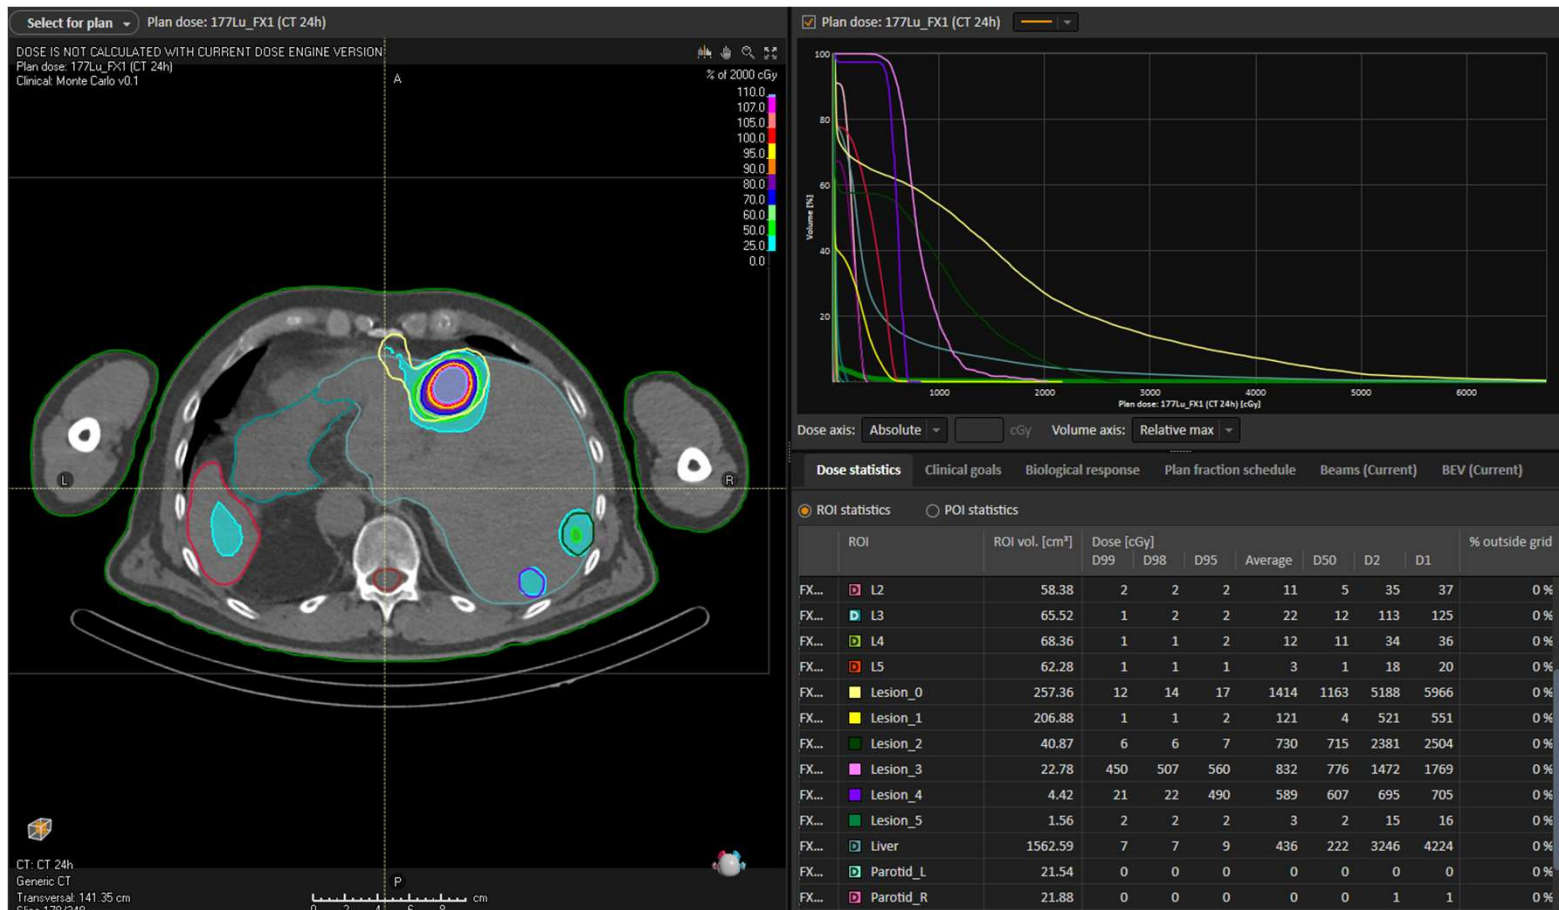 Select for plan
Plan dose: 177Lu_FX1 (CT 24h)
DOSE IS NOT CALCULATED WITH CURRENT DOSE ENGINE VERSION
Plan dose: 177Lu_FX1 (CT 24h)
Clinical: Monte Carlo v0.1
A
% of 2000 cGy
110.0
107.0
105.0
100.0
95.0
90.0
80.0
70.0
60.0
50.0
25.0
0.0
L
R
P
CT: CT 24h
Generic CT
Transversal: 141.35 cm
0 2 4 6 8 cm
Plan dose: 177Lu_FX1 (CT 24h)
100
80
60
40
20
Volume [%]
1000 2000 3000 4000 5000 6000
Plan dose: 177Lu_FX1 (CT 24h) [cGy]
Dose axis: Absolute cGy Volume axis: Relative max
Dose statistics Clinical goals Biological response Plan fraction schedule Beams (Current) BEV (Current)
ROI statistics POI statistics
ROI ROI vol. [cm³] Dose [cGy] % outside grid
D99 D98 D95 Average D50 D2 D1
FX... D L2 58.38 2 2 2 11 5 35 37 0 %
FX... D L3 65.52 1 2 2 22 12 113 125 0 %
FX... D L4 68.36 1 1 2 12 11 34 36 0 %
FX... D L5 62.28 1 1 1 3 1 18 20 0 %
FX... Lesion_0 257.36 12 14 17 1414 1163 5188 5966 0 %
FX... Lesion_1 206.88 1 1 2 121 4 521 551 0 %
FX... Lesion_2 40.87 6 6 7 730 715 2381 2504 0 %
FX... Lesion_3 22.78 450 507 560 832 776 1472 1769 0 %
FX... Lesion_4 4.42 21 22 490 589 607 695 705 0 %
FX... Lesion_5 1.56 2 2 2 3 2 15 16 0 %
FX... D Liver 1562.59 7 7 9 436 222 3246 4224 0 %
FX... D Parotid_L 21.54 0 0 0 0 0 0 0 0 %
FX... D Parotid_R 21.88 0 0 0 0 0 1 1 0 %